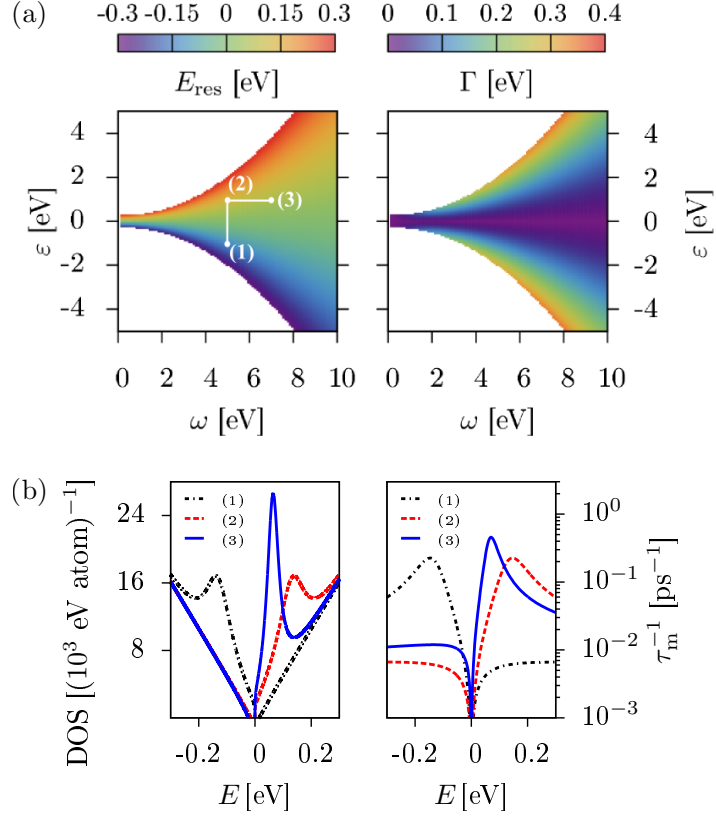 (a)
-0.3 -0.15 0 0.15 0.3
0 0.1 0.2 0.3 0.4
E_res [eV]
Γ [eV]
4
2
0
-2
-4
ε [eV]
(2)
(3)
(1)
4
2
0
-2
-4
ε [eV]
0 2 4 6 8 10
0 2 4 6 8 10
ω [eV]
ω [eV]
(b)
24
16
8
DOS [(10³ eV atom)⁻¹]
(1)
(2)
(3)
(1)
(2)
(3)
10⁰
10⁻¹
10⁻²
10⁻³
τ_m⁻¹ [ps⁻¹]
-0.2 0 0.2
-0.2 0 0.2
E [eV]
E [eV]